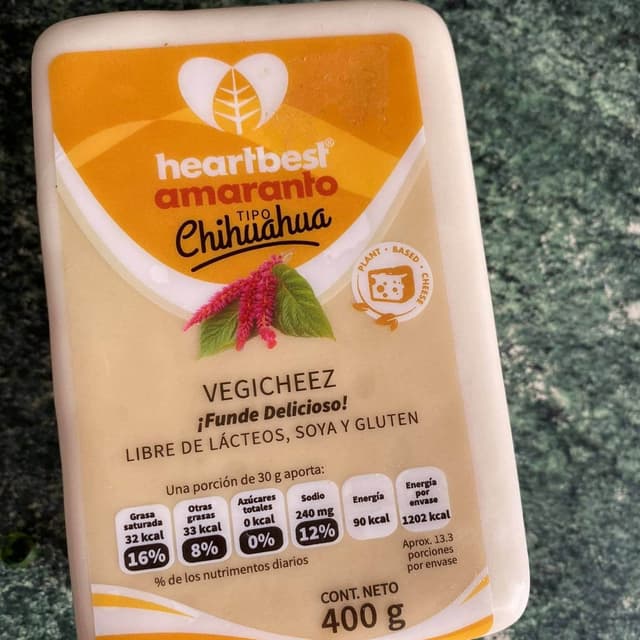 heartbest®
amaranto
TIPO
Chihuahua
PLANT • BASED • CHEESE
VEGICHEEZ
¡Funde Delicioso!
LIBRE DE LÁCTEOS, SOYA Y GLUTEN
Una porción de 30 g aporta:
Grasa saturada
32 kcal
16%
Otras grasas
33 kcal
8%
Azúcares totales
0 kcal
0%
Sodio
240 mg
12%
Energía
90 kcal
Energía por envase
1202 kcal
% de los nutrimentos diarios
Aprox. 13.3
porciones
por envase
CONT. NETO
400 g